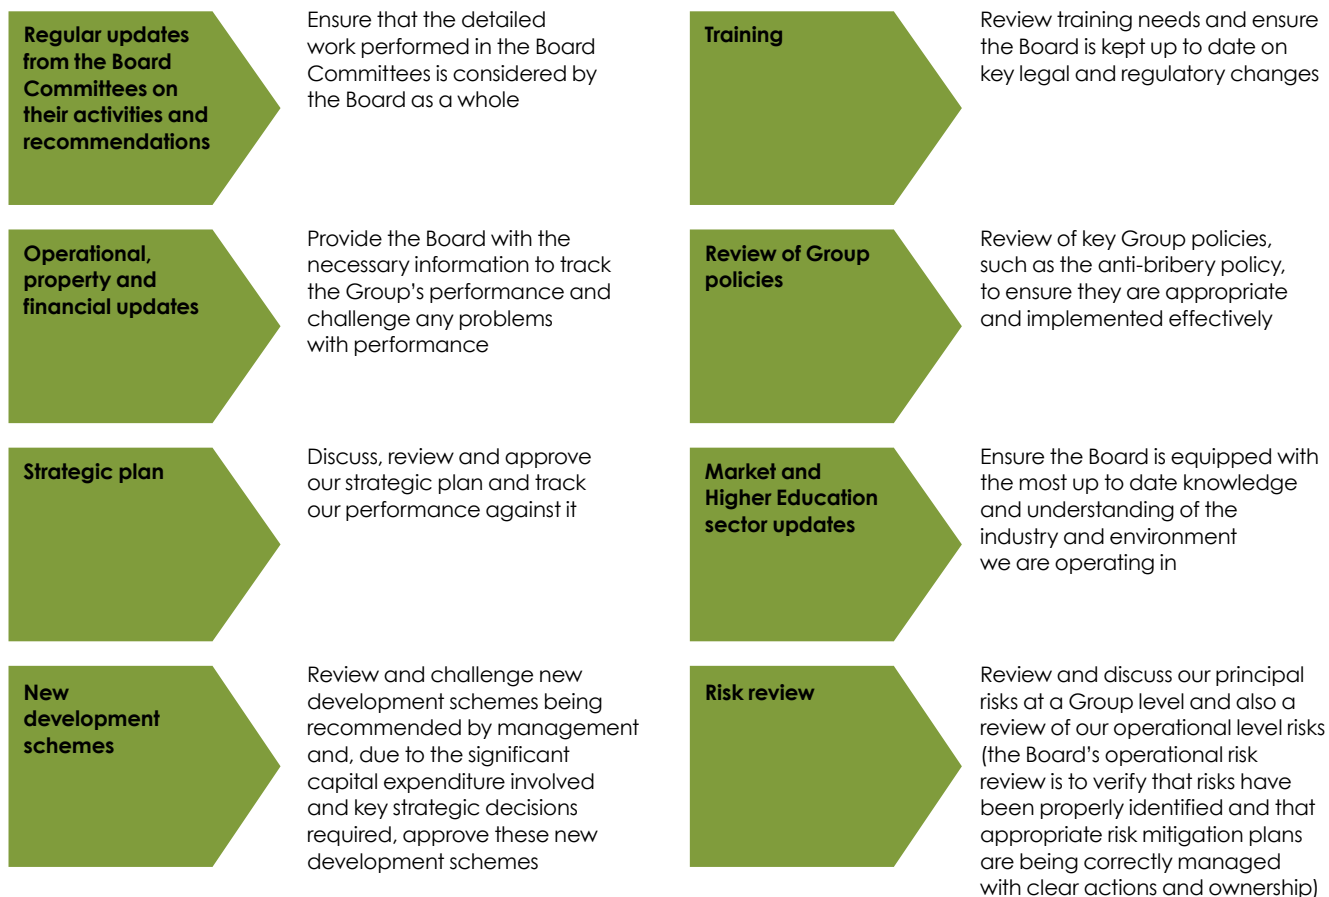 Regular updates
from the Board
Committees on
their activities and
recommendations
Ensure that the detailed
work performed in the Board
Committees is considered by
the Board as a whole
Operational,
property and
financial updates
Provide the Board with the
necessary information to track
the Group’s performance and
challenge any problems
with performance
Strategic plan
Discuss, review and approve
our strategic plan and track
our performance against it
New
development
schemes
Review and challenge new
development schemes being
recommended by management
and, due to the significant
capital expenditure involved
and key strategic decisions
required, approve these new
development schemes
Training
Review training needs and ensure
the Board is kept up to date on
key legal and regulatory changes
Review of Group
policies
Review of key Group policies,
such as the anti-bribery policy,
to ensure they are appropriate
and implemented effectively
Market and
Higher Education
sector updates
Ensure the Board is equipped with
the most up to date knowledge
and understanding of the
industry and environment
we are operating in
Risk review
Review and discuss our principal
risks at a Group level and also a
review of our operational level risks
(the Board’s operational risk
review is to verify that risks have
been properly identified and that
appropriate risk mitigation plans
are being correctly managed
with clear actions and ownership)